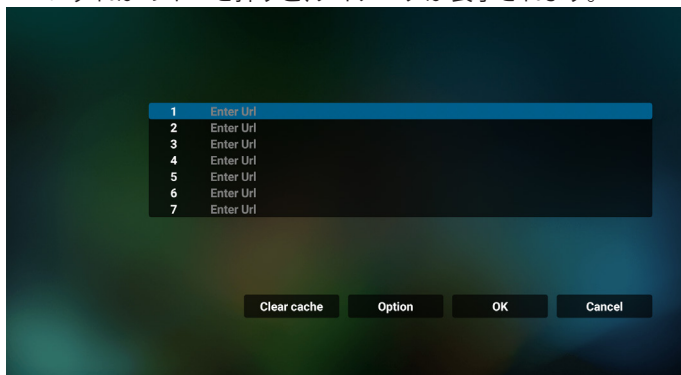 1 Enter Url
2 Enter Url
3 Enter Url
4 Enter Url
5 Enter Url
6 Enter Url
7 Enter Url
Clear cache Option OK Cancel